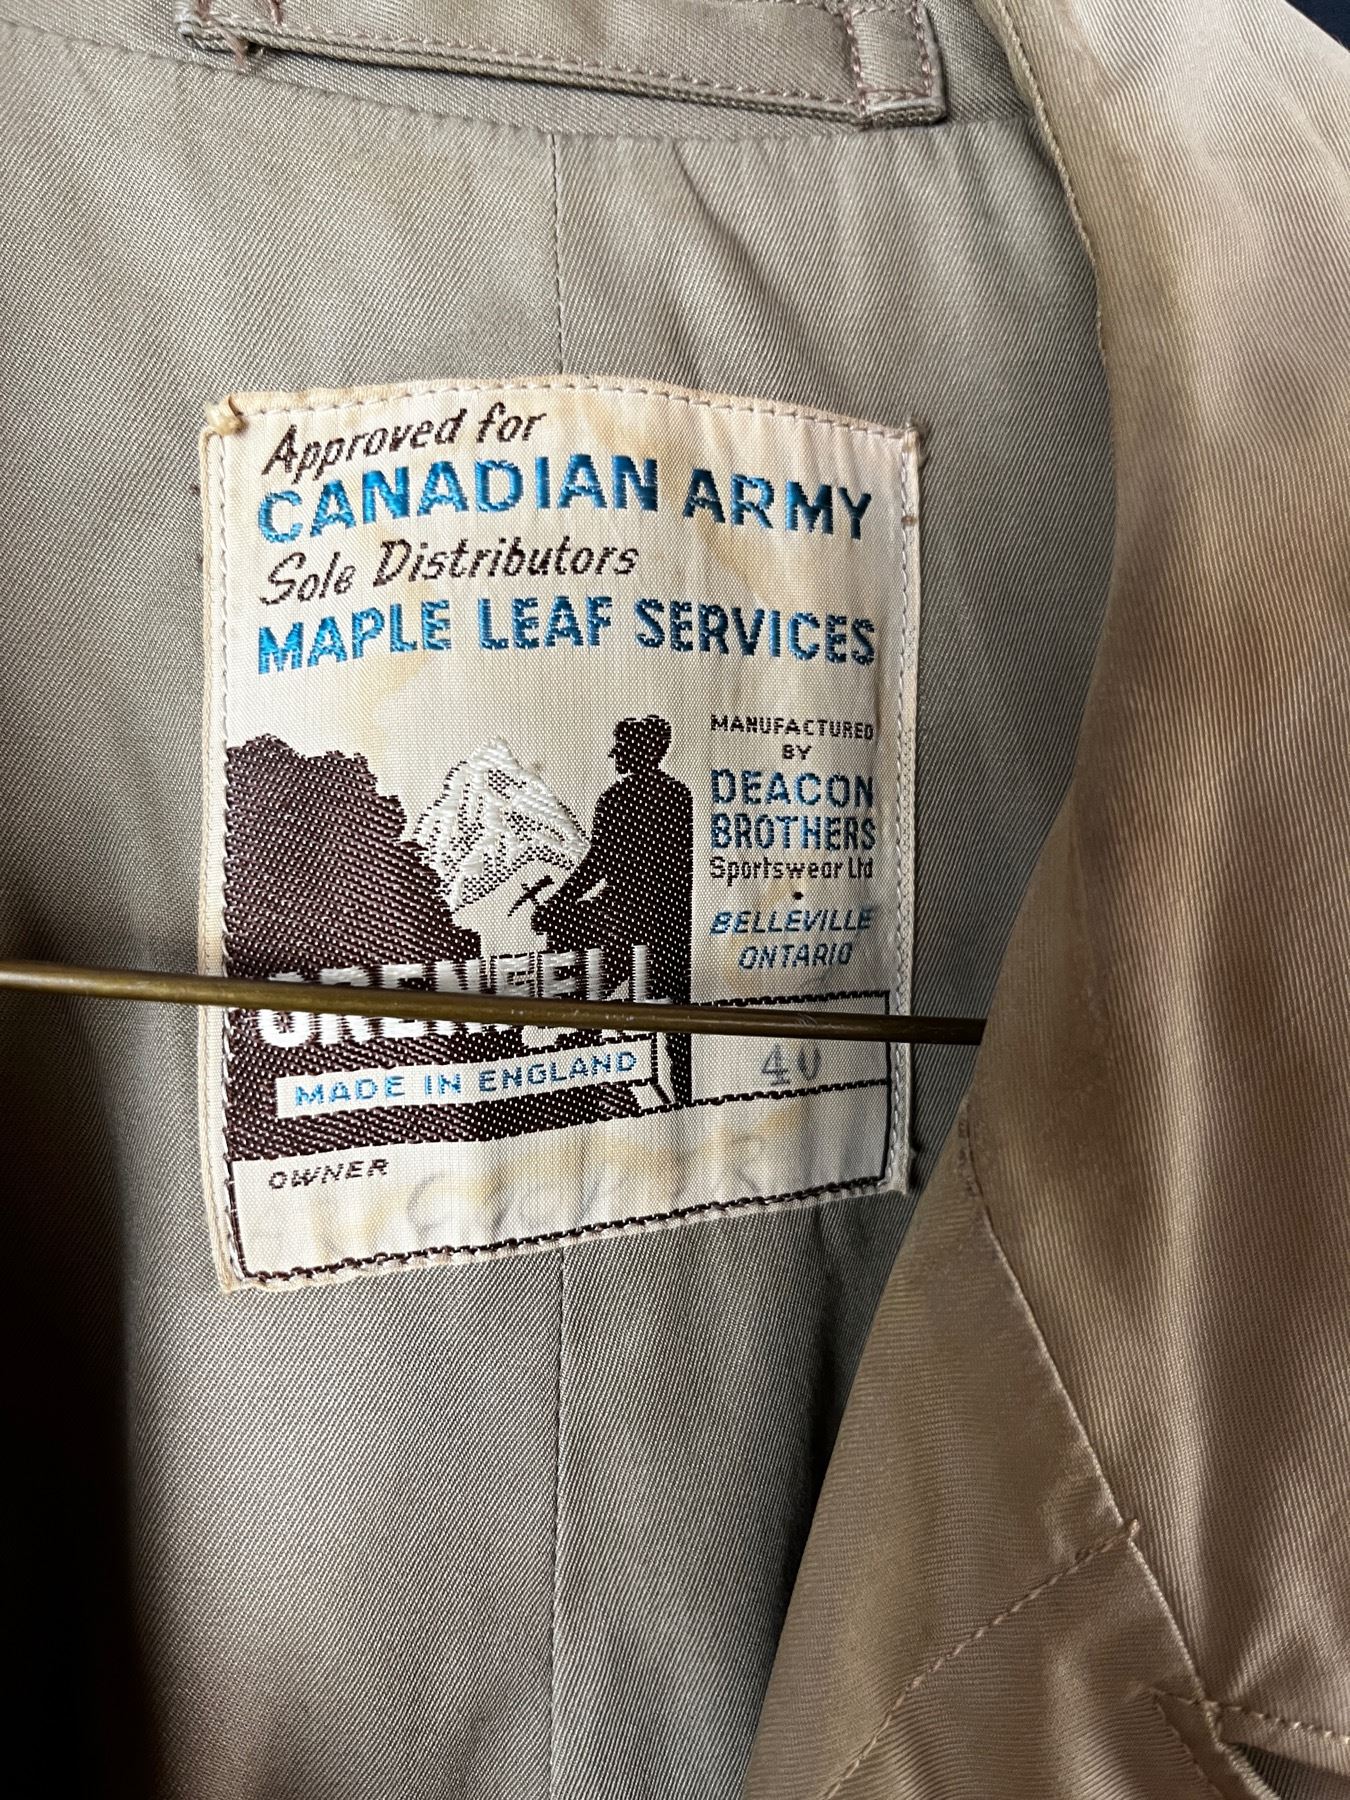 Approved for
CANADIAN ARMY
Sole Distributors
MAPLE LEAF SERVICES
MANUFACTURED
BY
DEACON
BROTHERS
Sportswear Ltd
BELLEVILLE
ONTARIO
GRENFELL
MADE IN ENGLAND
40
OWNER